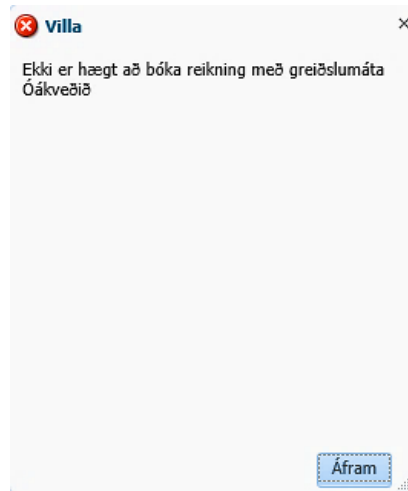 Villa
Ekki er hægt að bóka reikning með greiðslumáta
Óákveðið
Áfram